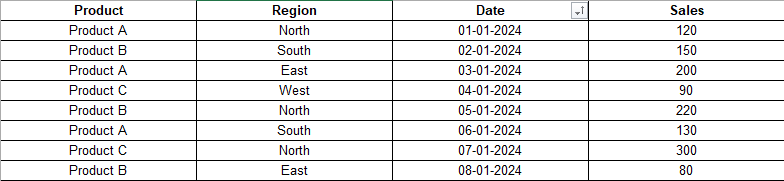 Product Region Date Sales
Product A North 01-01-2024 120
Product B South 02-01-2024 150
Product A East 03-01-2024 200
Product C West 04-01-2024 90
Product B North 05-01-2024 220
Product A South 06-01-2024 130
Product C North 07-01-2024 300
Product B East 08-01-2024 80